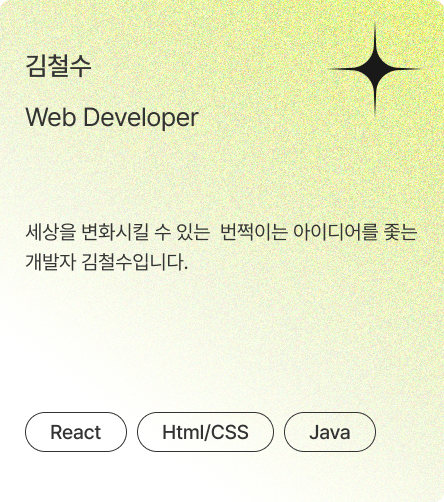 김철수
Web Developer
세상을 변화시킬 수 있는  번쩍이는 아이디어를 좇는
개발자 김철수입니다.
React
Html/CSS
Java